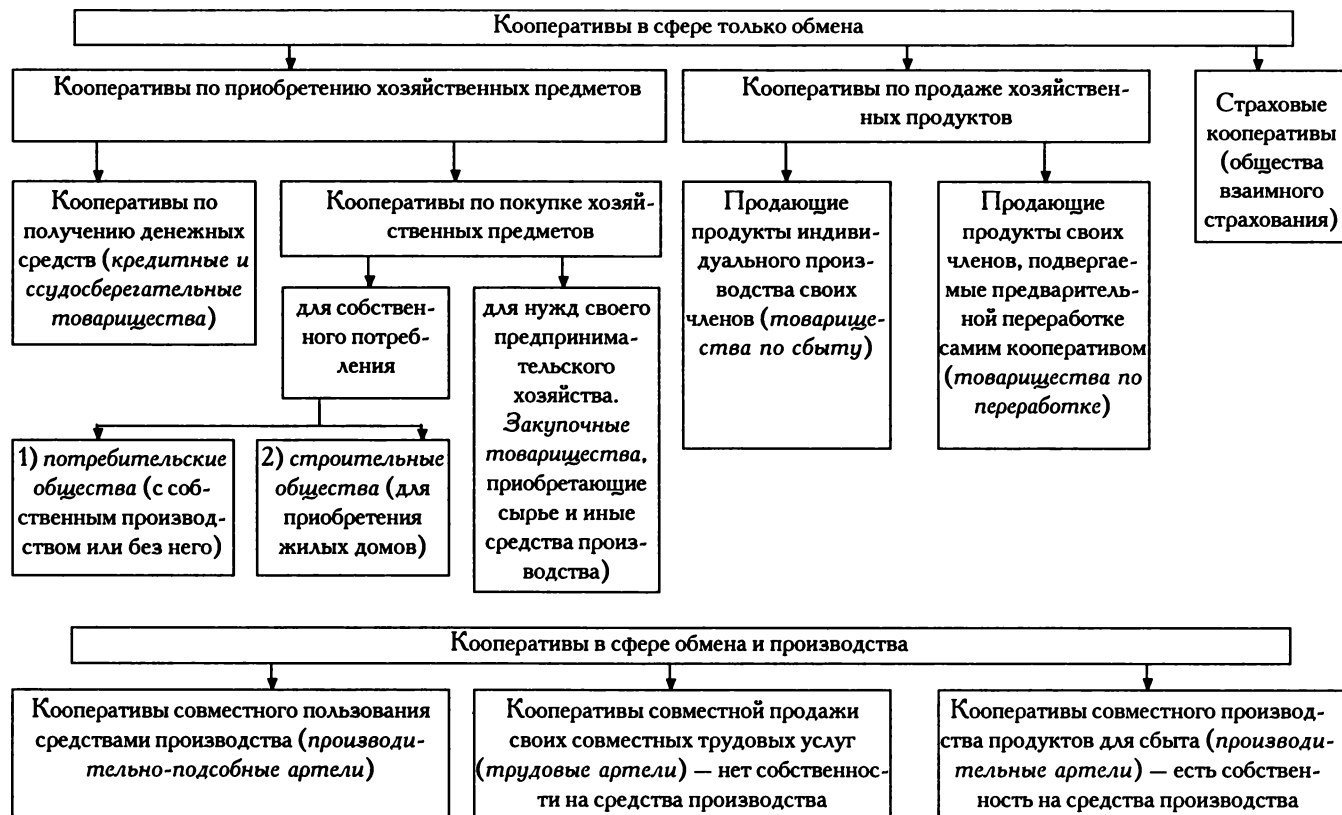 Кооперативы в сфере только обмена
Кооперативы по приобретению хозяйственных предметов
Кооперативы по продаже хозяйствен-
ных продуктов
Страховые
кооперативы
(общества
взаимного
страхования)
Кооперативы по
получению денежных
средств (кредитные и
ссудосберегательные
товарищества)
Кооперативы по покупке хозяй-
ственных предметов
Продающие
продукты индиви-
дуального произ-
водства своих
членов (товарище-
ства по сбыту)
Продающие
продукты своих
членов, подвергае-
мые предваритель-
ной переработке
самим кооперативом
(товарищества по
переработке)
для собствен-
ного потреб-
ления
для нужд своего
предпринима-
тельского
хозяйства.
Закупочные
товарищества,
приобретающие
сырье и иные
средства произ-
водства)
1) потребительские
общества (с соб-
ственным производ-
ством или без него)
2) строительные
общества (для
приобретения
жилых домов)
Кооперативы в сфере обмена и производства
Кооперативы совместного пользования
средствами производства (производи-
тельно-подсобные артели)
Кооперативы совместной продажи
своих совместных трудовых услуг
(трудовые артели) — нет собственнос-
ти на средства производства
Кооперативы совместного производ-
ства продуктов для сбыта (производи-
тельные артели) — есть собствен-
ность на средства производства